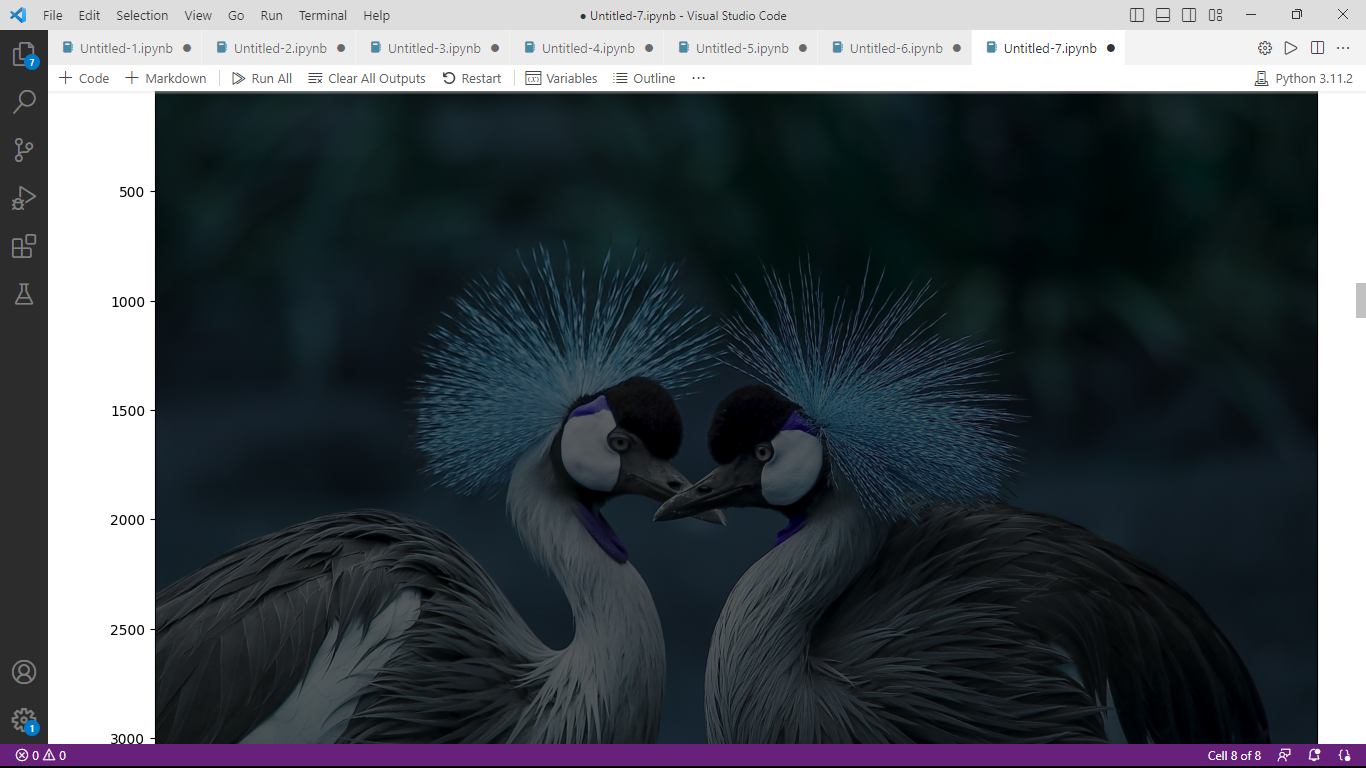 File Edit Selection View Go Run Terminal Help
● Untitled-7.ipynb - Visual Studio Code
Untitled-1.ipynb Untitled-2.ipynb Untitled-3.ipynb Untitled-4.ipynb Untitled-5.ipynb Untitled-6.ipynb Untitled-7.ipynb
Code Markdown Run All Clear All Outputs Restart Variables Outline ... Python 3.11.2
7
500
1000
1500
2000
2500
3000
1
0 0 Cell 8 of 8